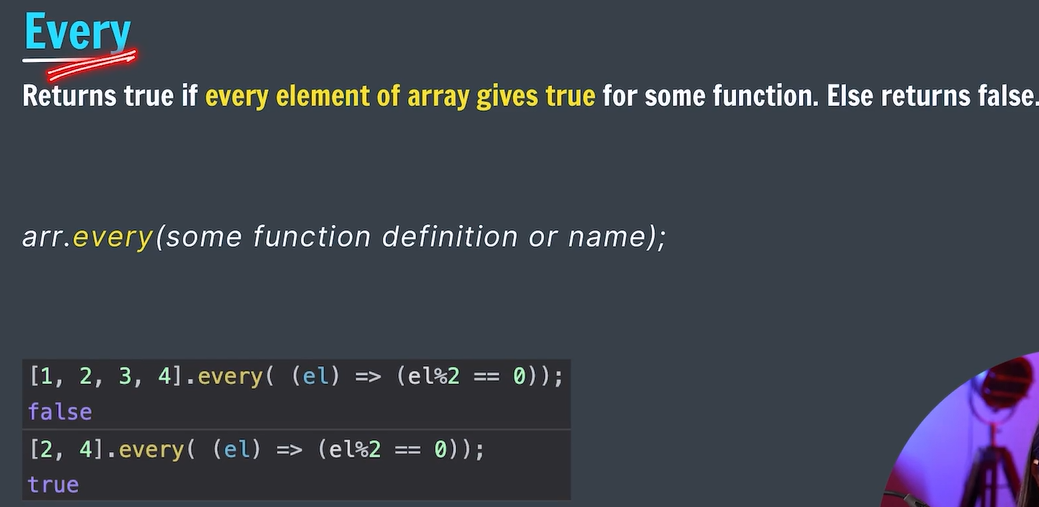 Every
Returns true if every element of array gives true for some function. Else returns false.
arr.every(some function definition or name);
[1, 2, 3, 4].every( (el) => (el%2 == 0));
false
[2, 4].every( (el) => (el%2 == 0));
true